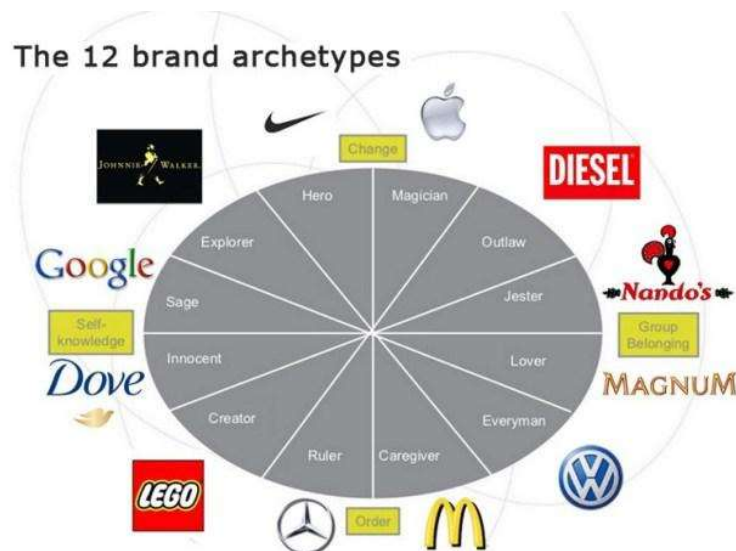 The 12 brand archetypes
JOHNNIE WALKER
Change
DIESEL
Hero
Magician
Explorer
Outlaw
Google
Nando's
Sage
Jester
Self-
knowledge
Group
Belonging
Innocent
Lover
Dove
MAGNUM
Creator
Everyman
Ruler
Caregiver
LEGO
VW
Order
M